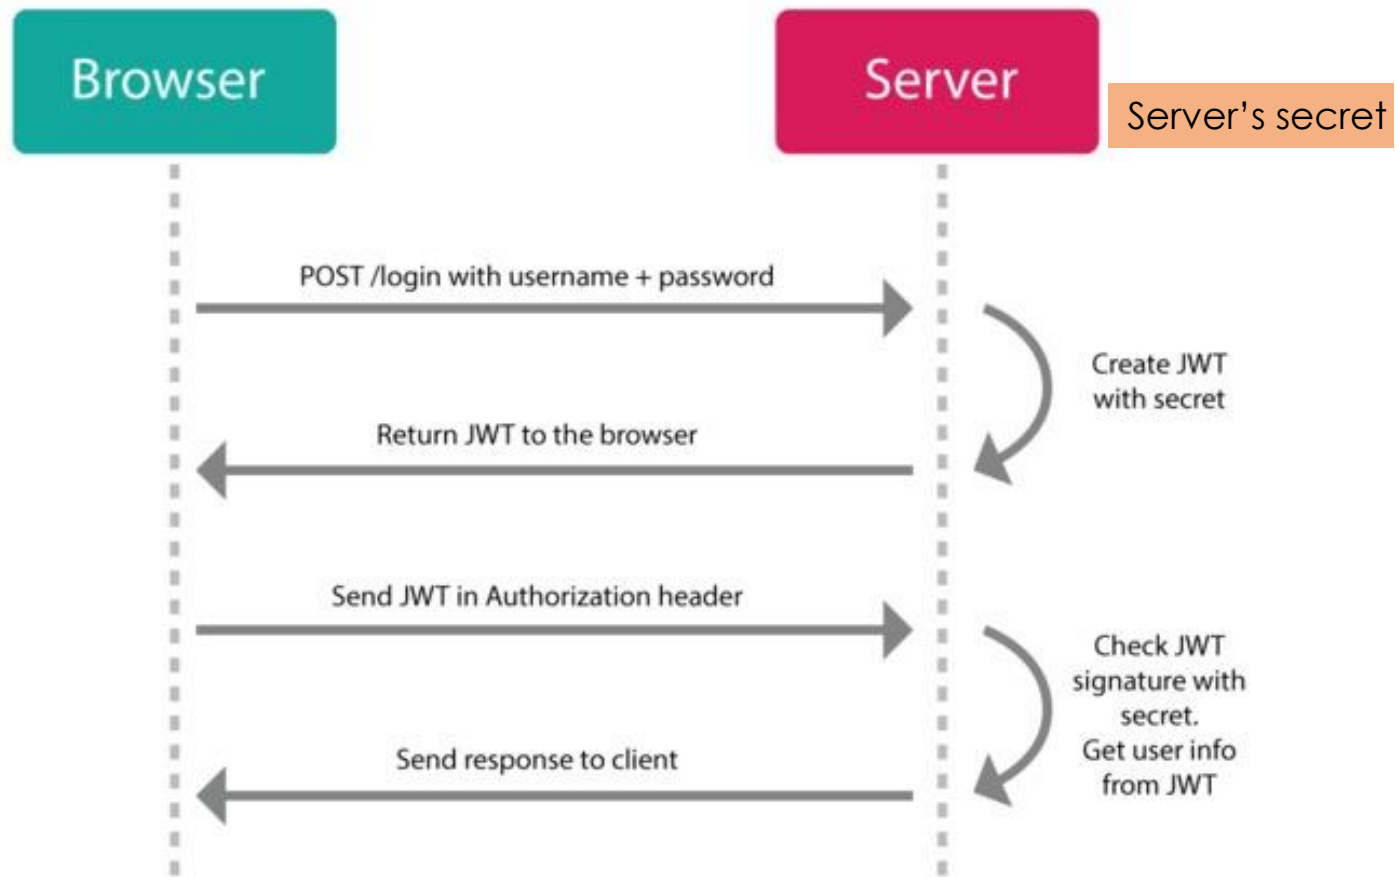 Browser
Server
Server’s secret
POST /login with username + password
Create JWT
with secret
Return JWT to the browser
Send JWT in Authorization header
Check JWT
signature with
secret.
Get user info
from JWT
Send response to client